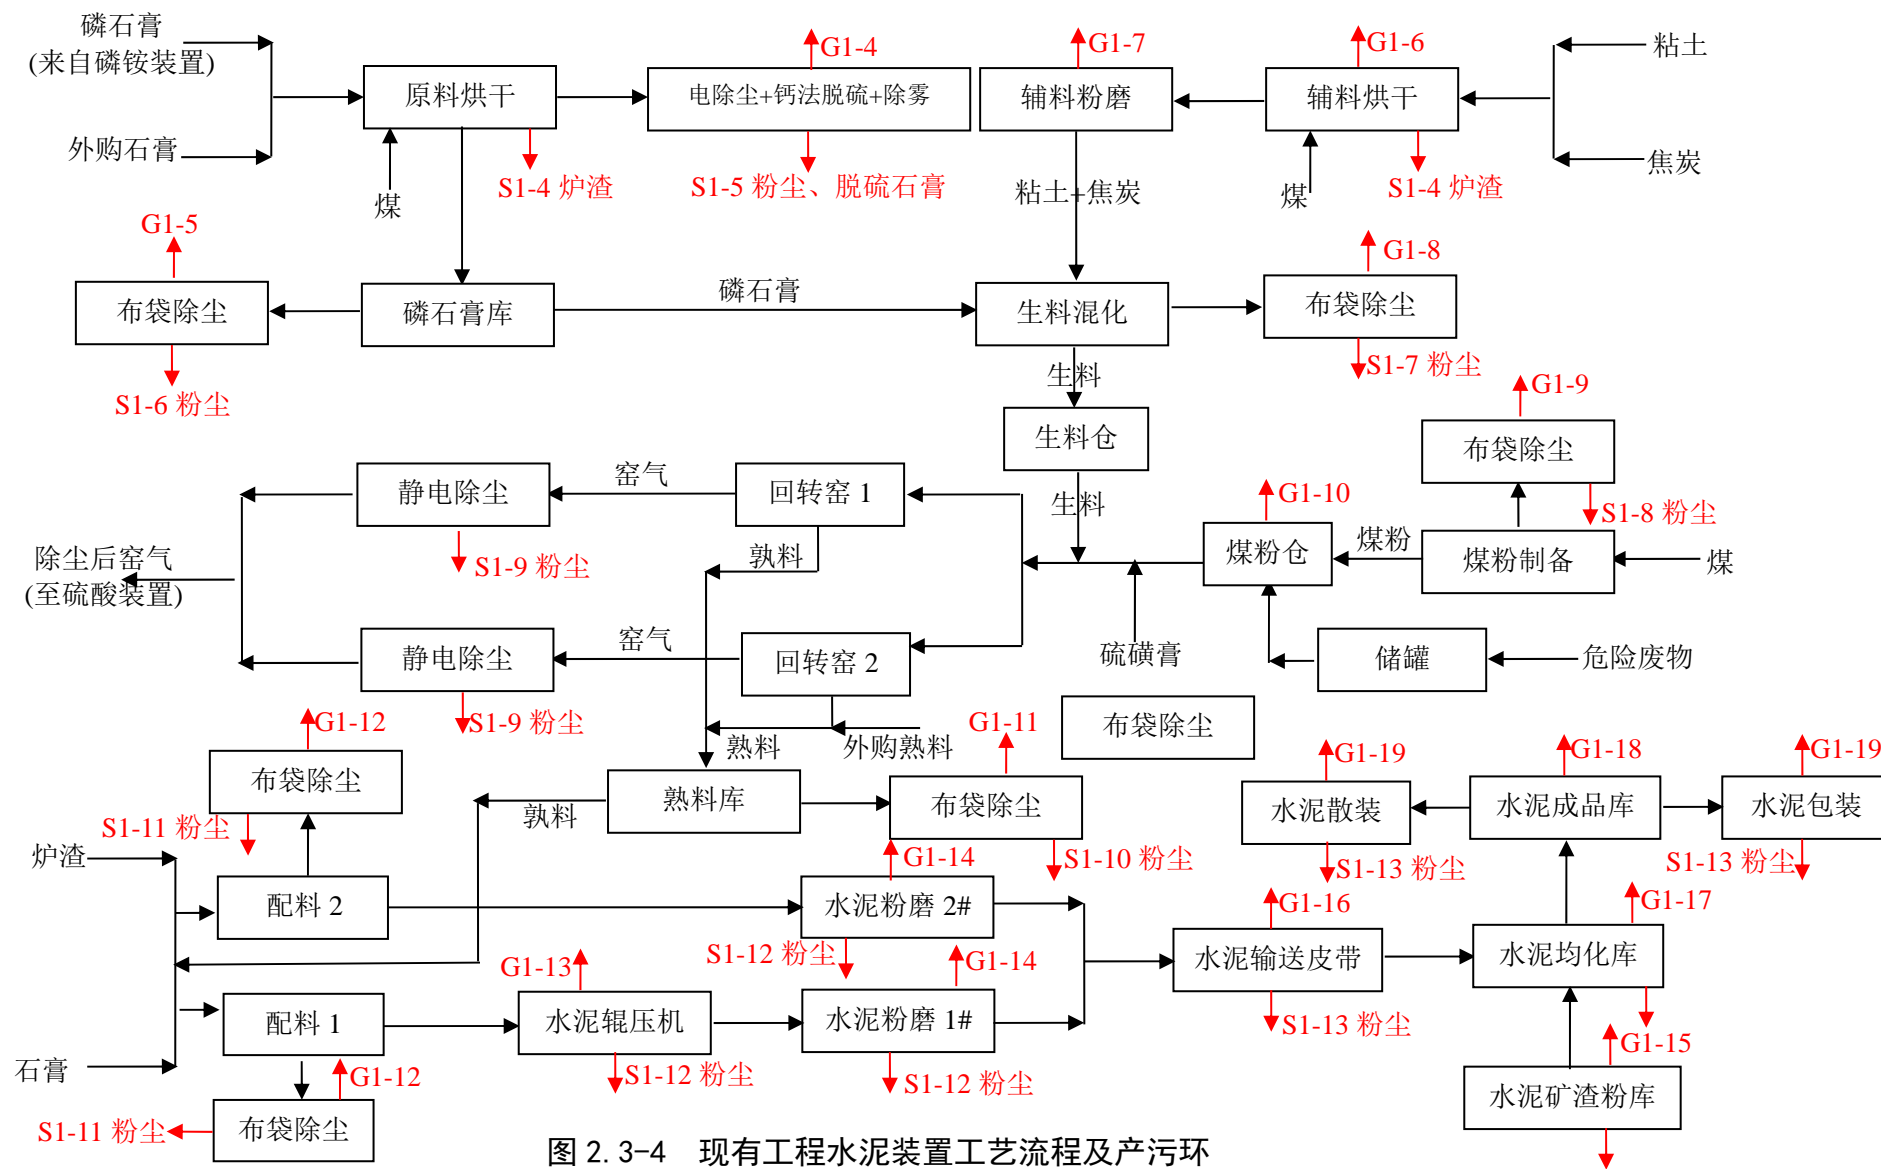 磷石膏
(来自磷铵装置)
外购石膏
原料烘干
煤
S1-4 炉渣
G1-4
电除尘+钙法脱硫+除雾
S1-5 粉尘、脱硫石膏
G1-7
辅料粉磨
粘土+焦炭
G1-6
辅料烘干
煤
S1-4 炉渣
粘土
焦炭
G1-5
布袋除尘
S1-6 粉尘
磷石膏库
磷石膏
生料混化
G1-8
布袋除尘
S1-7 粉尘
生料
生料仓
生料
G1-9
布袋除尘
S1-8 粉尘
G1-10
煤粉仓
煤粉
煤粉制备
煤
静电除尘
窑气
回转窑 1
S1-9 粉尘
孰料
除尘后窑气
(至硫酸装置)
静电除尘
窑气
回转窑 2
S1-9 粉尘
硫磺膏
储罐
危险废物
布袋除尘
熟料
外购熟料
G1-12
布袋除尘
S1-11 粉尘
孰料
熟料库
G1-11
布袋除尘
S1-10 粉尘
G1-19
水泥散装
S1-13 粉尘
G1-18
水泥成品库
G1-19
水泥包装
S1-13 粉尘
炉渣
配料 2
G1-14
水泥粉磨 2#
S1-12 粉尘
G1-16
水泥输送皮带
S1-13 粉尘
G1-17
水泥均化库
石膏
配料 1
G1-13
水泥辊压机
S1-12 粉尘
G1-14
水泥粉磨 1#
S1-12 粉尘
G1-15
水泥矿渣粉库
G1-12
布袋除尘
S1-11 粉尘
图 2.3-4 现有工程水泥装置工艺流程及产污环